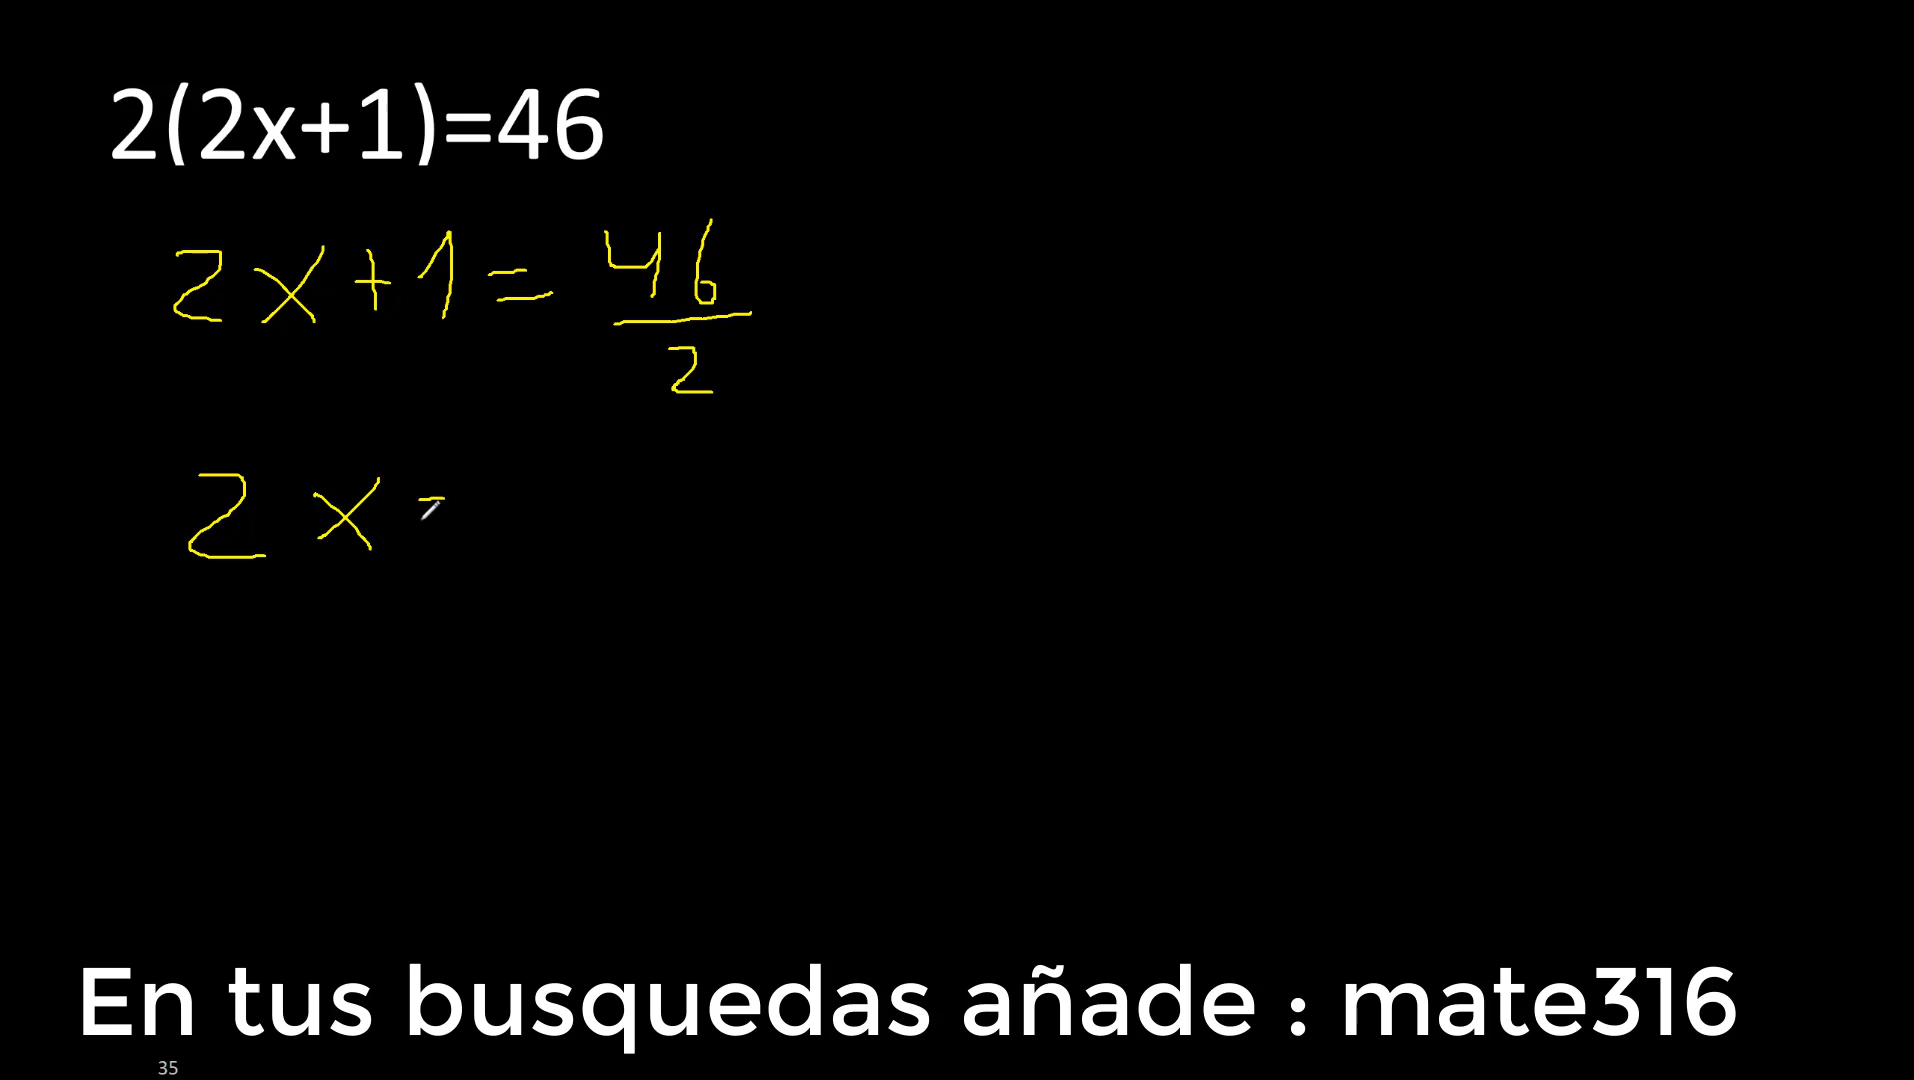 2(2x+1)=46
2x+1=46/2
2x=
En tus busquedas añade : mate316
35